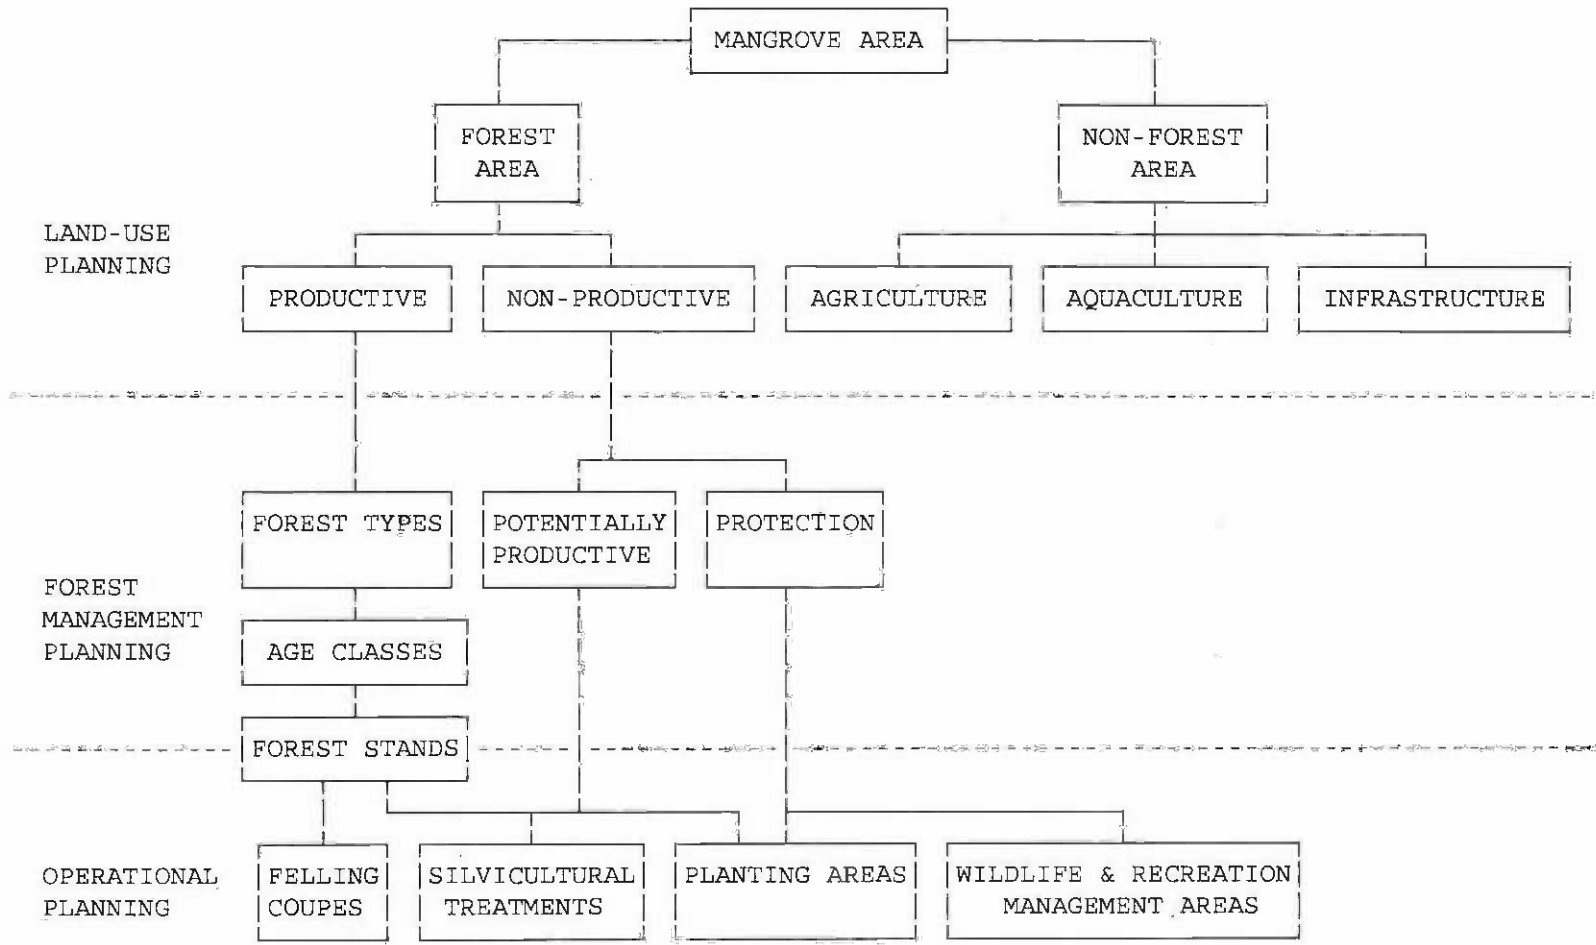 MANGROVE AREA
FOREST
AREA
NON-FOREST
AREA
LAND-USE
PLANNING
PRODUCTIVE
NON-PRODUCTIVE
AGRICULTURE
AQUACULTURE
INFRASTRUCTURE
FOREST TYPES
POTENTIALLY
PRODUCTIVE
PROTECTION
FOREST
MANAGEMENT
PLANNING
AGE CLASSES
FOREST STANDS
OPERATIONAL
PLANNING
FELLING
COUPES
SILVICULTURAL
TREATMENTS
PLANTING AREAS
WILDLIFE & RECREATION
MANAGEMENT AREAS